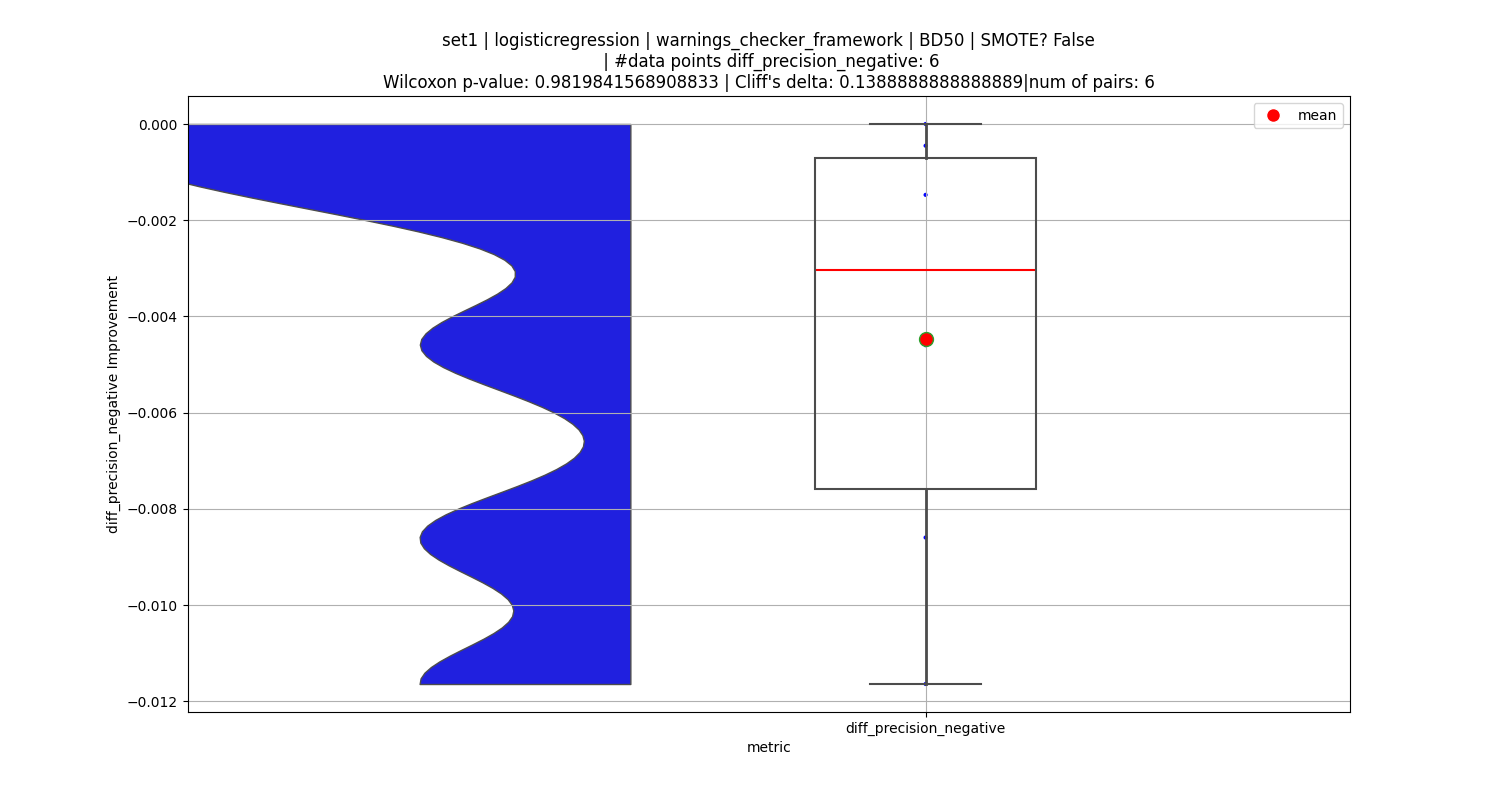 set1 | logisticregression | warnings_checker_framework | BD50 | SMOTE? False
| #data points diff_precision_negative: 6
Wilcoxon p-value: 0.9819841568908833 | Cliff's delta: 0.1388888888888889|num of pairs: 6
mean
0.000
−0.002
−0.004
−0.006
−0.008
−0.010
−0.012
diff_precision_negative Improvement
diff_precision_negative
metric